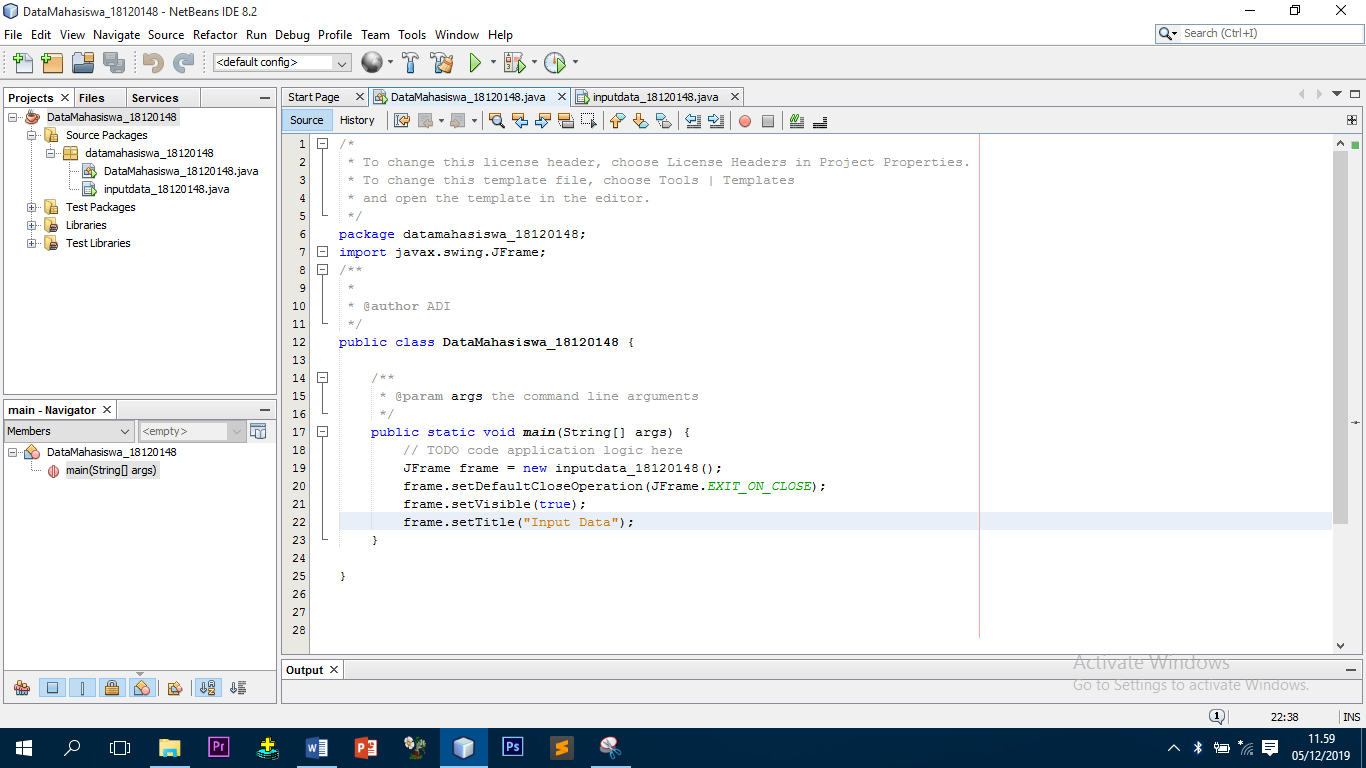 DataMahasiswa_18120148 - NetBeans IDE 8.2
File Edit View Navigate Source Refactor Run Debug Profile Team Tools Window Help
Search (Ctrl+I)
<default config>
Projects Files Services
DataMahasiswa_18120148
Source Packages
datamahasiswa_18120148
DataMahasiswa_18120148.java
inputdata_18120148.java
Test Packages
Libraries
Test Libraries
main - Navigator
Members <empty>
DataMahasiswa_18120148
main(String[] args)
Start Page DataMahasiswa_18120148.java inputdata_18120148.java
Source History
1 /*
2 * To change this license header, choose License Headers in Project Properties.
3 * To change this template file, choose Tools | Templates
4 * and open the template in the editor.
5 */
6 package datamahasiswa_18120148;
7 import javax.swing.JFrame;
8 /**
9 *
10 * @author ADI
11 */
12 public class DataMahasiswa_18120148 {
13
14 /**
15 * @param args the command line arguments
16 */
17 public static void main(String[] args) {
18 // TODO code application logic here
19 JFrame frame = new inputdata_18120148();
20 frame.setDefaultCloseOperation(JFrame.EXIT_ON_CLOSE);
21 frame.setVisible(true);
22 frame.setTitle("Input Data");
23 }
24
25 }
26
27
28
Output
Activate Windows
Go to Settings to activate Windows.
1 22:38 INS
Pr Ps
11.59
05/12/2019